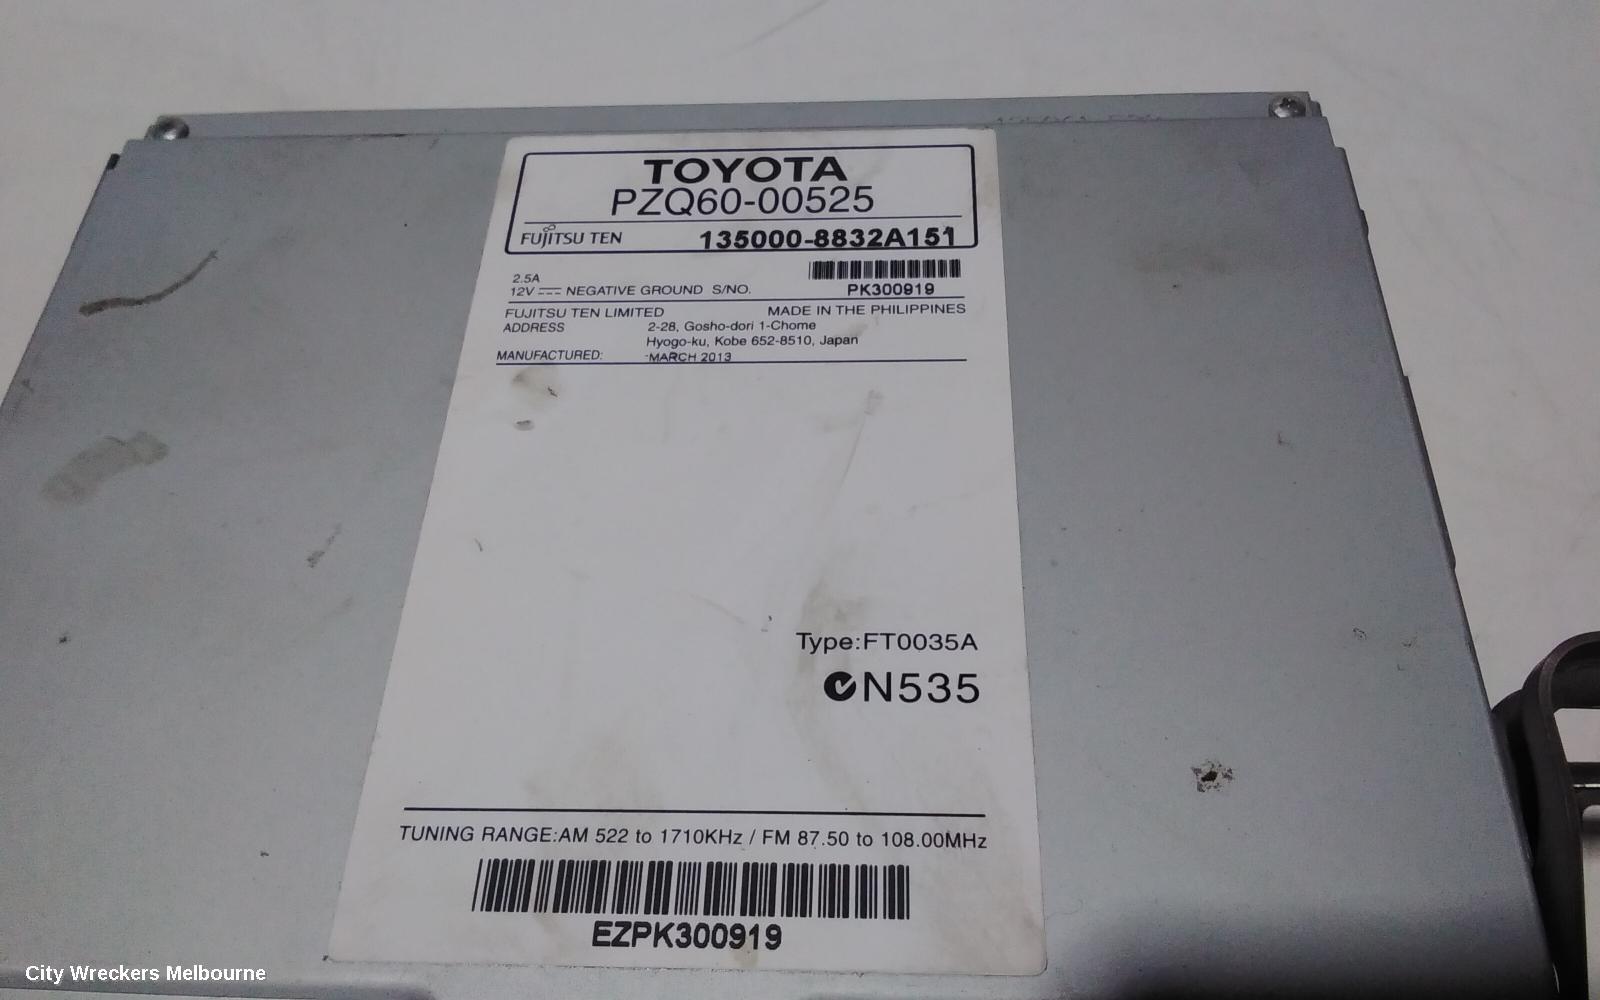 TOYOTA
PZQ60-00525
FUJITSU TEN 135000-8832A151
2.5A
12V NEGATIVE GROUND S/NO. PK300919
FUJITSU TEN LIMITED MADE IN THE PHILIPPINES
ADDRESS 2-28, Gosho-dori 1-Chome
Hyogo-ku, Kobe 652-8510, Japan
MANUFACTURED: MARCH 2013
Type:FT0035A
N535
TUNING RANGE:AM 522 to 1710KHz / FM 87.50 to 108.00MHz
EZPK300919
City Wreckers Melbourne